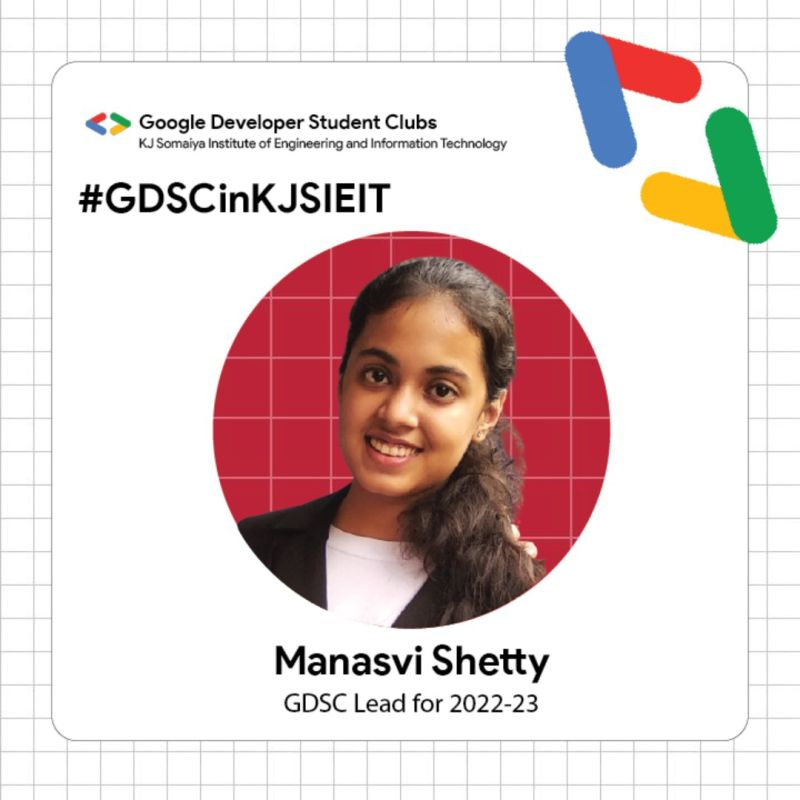 Google Developer Student Clubs
KJ Somaiya Institute of Engineering and Information Technology
#GDSCinKJSIEIT
Manasvi Shetty
GDSC Lead for 2022-23